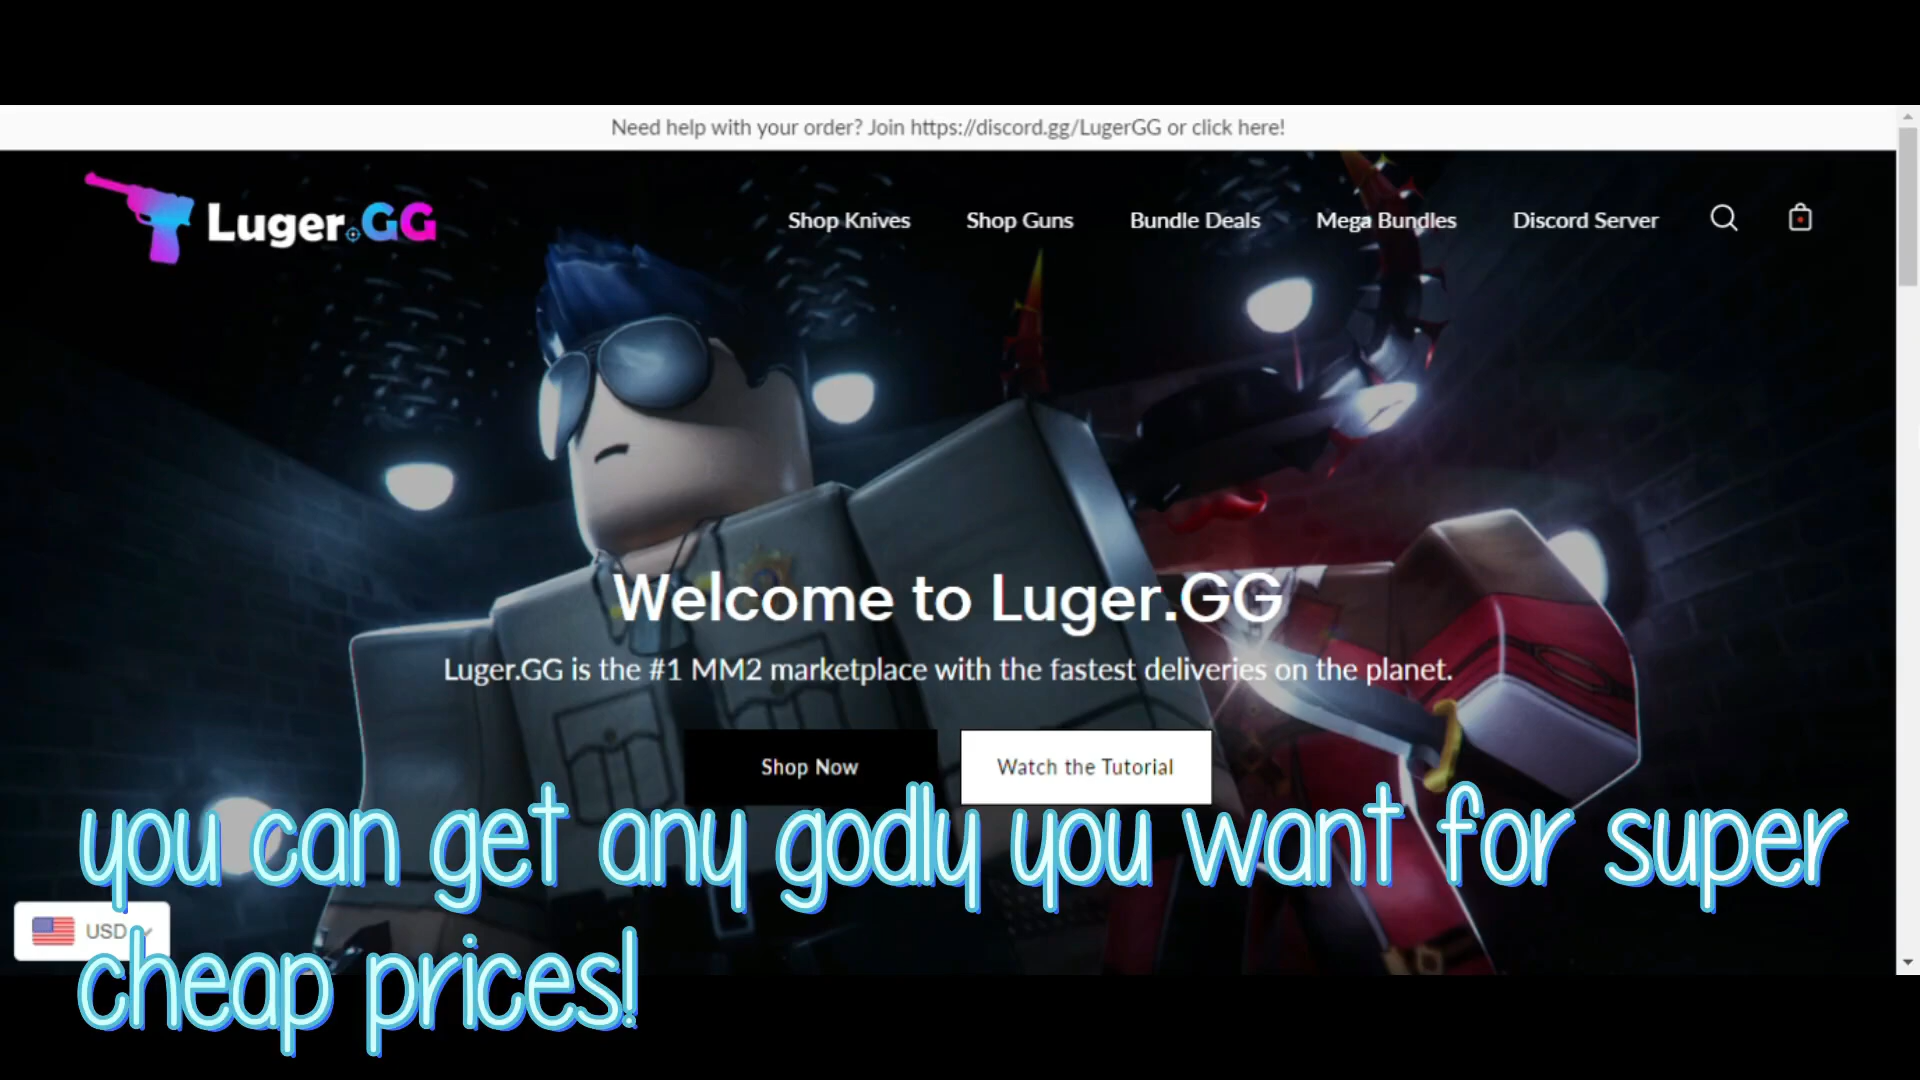 Need help with your order? Join https://discord.gg/LugerGG or click here!
Luger.GG
Shop Knives
Shop Guns
Bundle Deals
Mega Bundles
Discord Server
Welcome to Luger.GG
Luger.GG is the #1 MM2 marketplace with the fastest deliveries on the planet.
Shop Now
Watch the Tutorial
you can get any godly you want for super
cheap prices!
USD